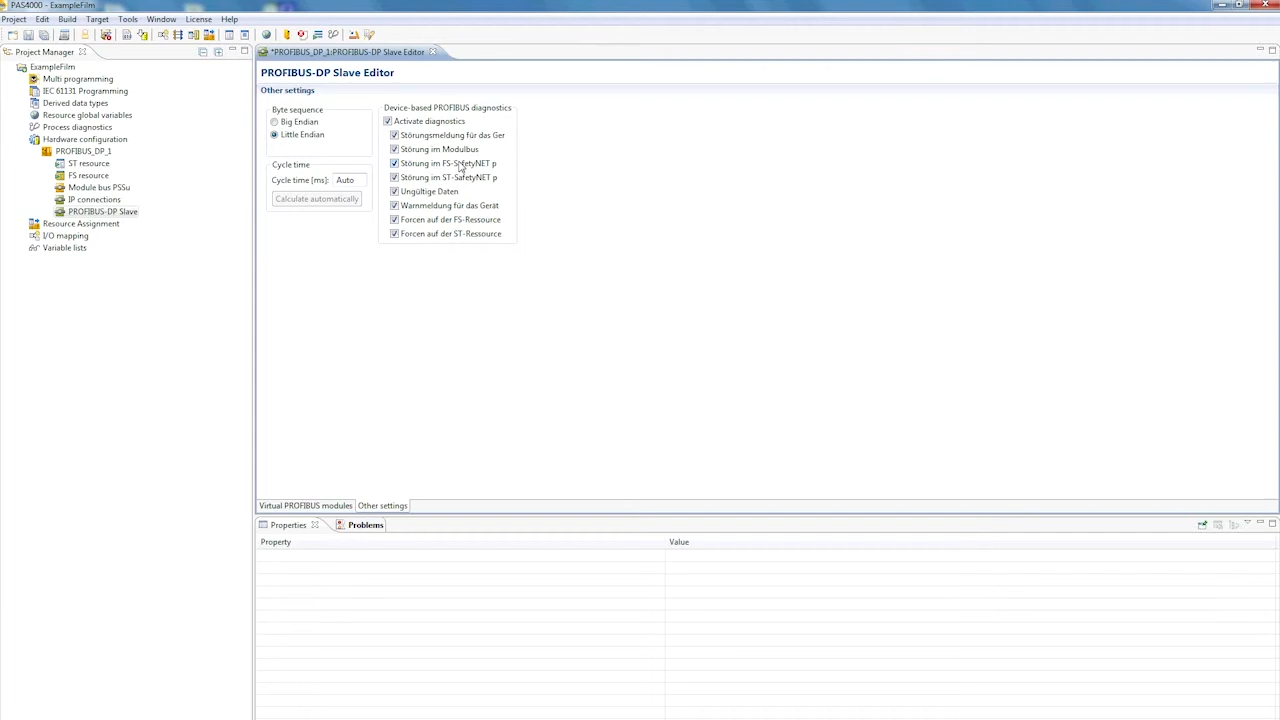 PAS4000 - ExampleFilm
Project Edit Build Target Tools Window License Help
Project Manager
ExampleFilm
Multi programming
IEC 61131 Programming
Derived data types
Resource global variables
Process diagnostics
Hardware configuration
PROFIBUS_DP_1
ST resource
FS resource
Module bus PSSu
IP connections
PROFIBUS-DP Slave
Resource Assignment
I/O mapping
Variable lists
*PROFIBUS_DP_1:PROFIBUS-DP Slave Editor
PROFIBUS-DP Slave Editor
Other settings
Byte sequence
Big Endian
Little Endian
Cycle time
Cycle time [ms]: Auto
Calculate automatically
Device-based PROFIBUS diagnostics
Activate diagnostics
Störungsmeldung für das Ger
Störung im Modulbus
Störung im FS-SafetyNET p
Störung im ST-SafetyNET p
Ungültige Daten
Warnmeldung für das Gerät
Forcen auf der FS-Ressource
Forcen auf der ST-Ressource
Virtual PROFIBUS modules Other settings
Properties Problems
Property Value